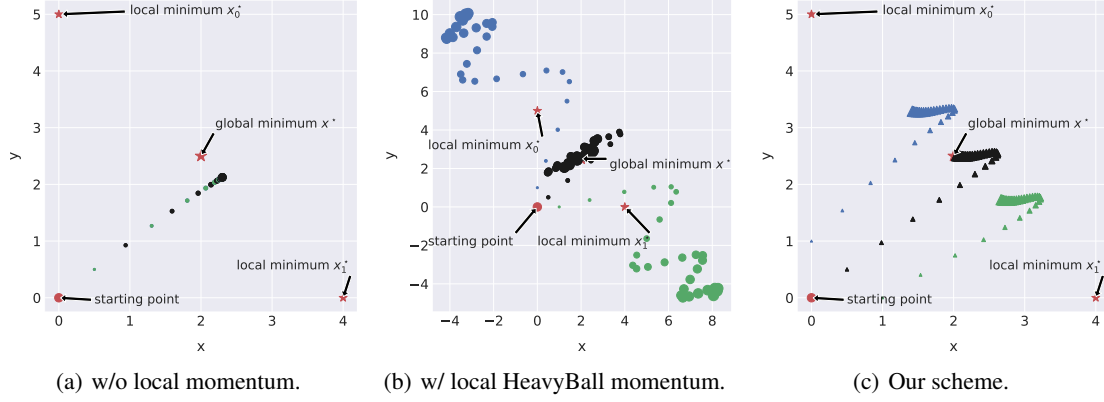 local minimum x₀*
global minimum x*
local minimum x₁*
starting point
y
x
0
1
2
3
4
5
0
1
2
3
4
(a) w/o local momentum.
local minimum x₀*
global minimum x*
starting point
local minimum x₁*
y
x
10
8
6
4
2
0
−2
−4
−4
−2
0
2
4
6
8
(b) w/ local HeavyBall momentum.
local minimum x₀*
global minimum x*
local minimum x₁*
starting point
y
x
5
4
3
2
1
0
0
1
2
3
4
(c) Our scheme.